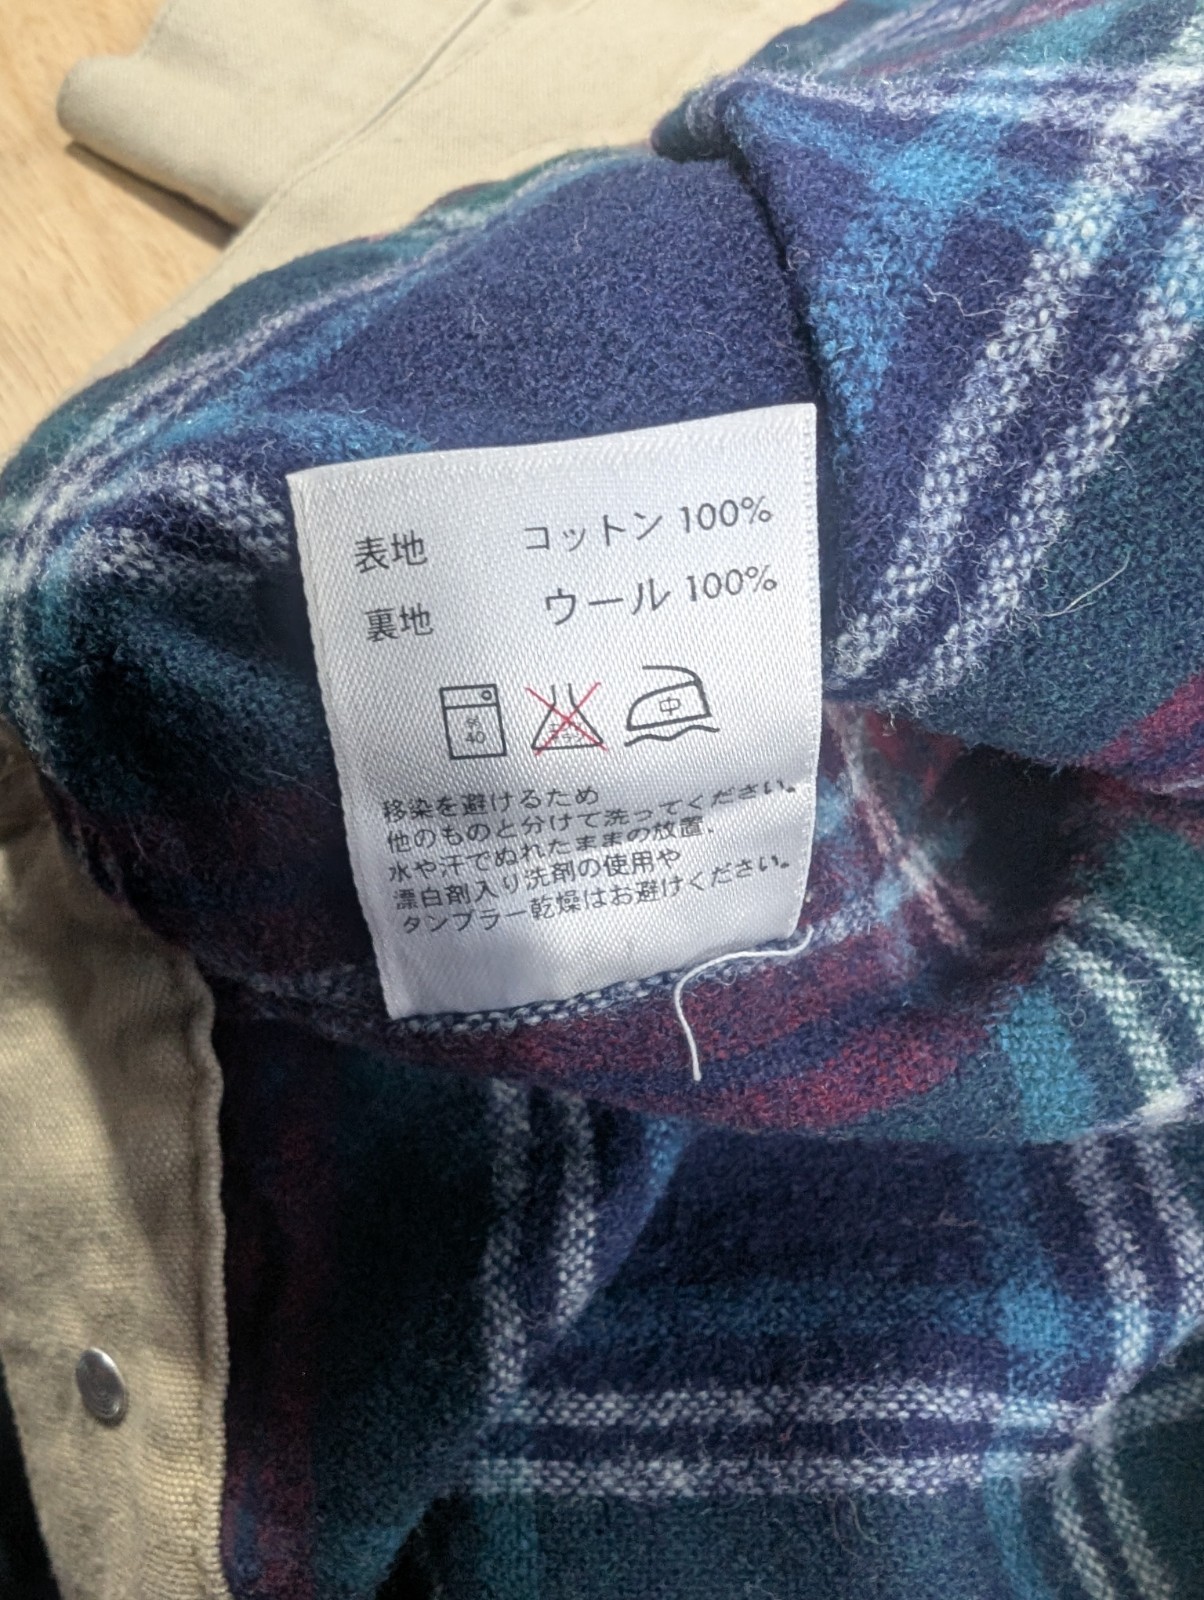 表地 コットン 100%
裏地 ウール 100%
40
中
移染を避けるため
他のものと分けて洗ってください。
水や汗でぬれたままの放置、
漂白剤入り洗剤の使用や
タンブラー乾燥はお避けください。